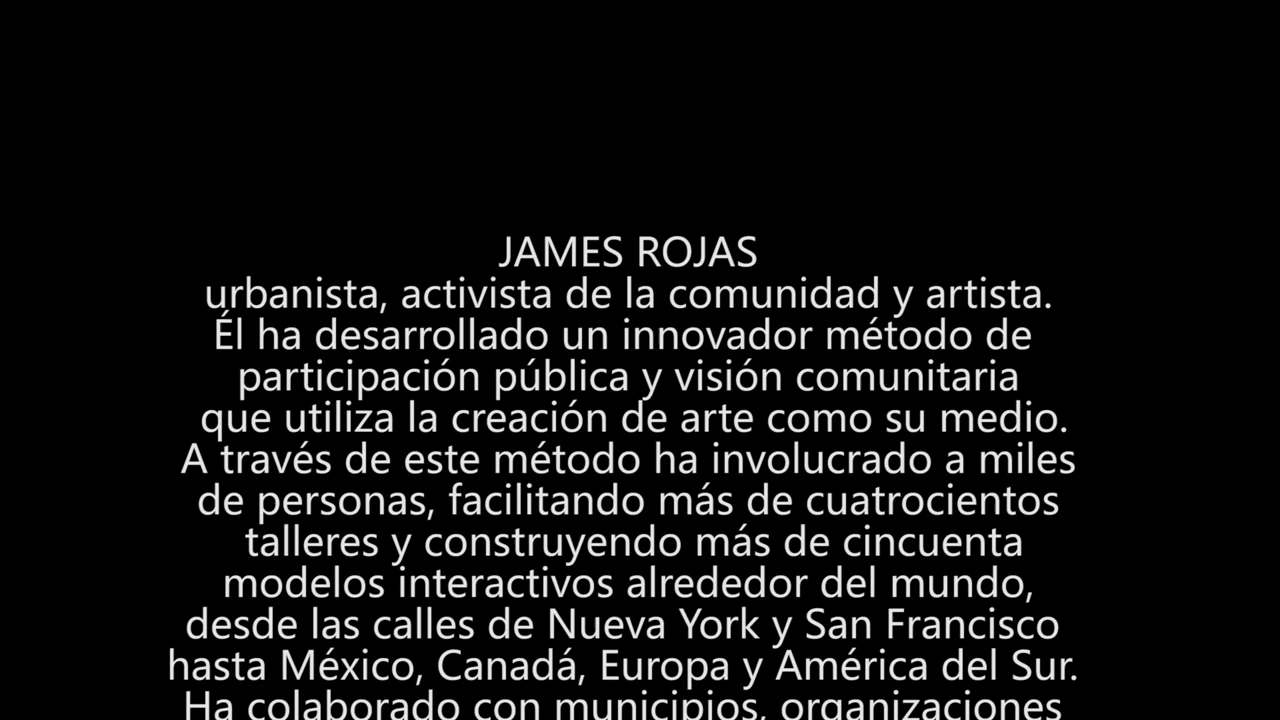 JAMES ROJAS
urbanista, activista de la comunidad y artista.
Él ha desarrollado un innovador método de
participación pública y visión comunitaria
que utiliza la creación de arte como su medio.
A través de este método ha involucrado a miles
de personas, facilitando más de cuatrocientos
talleres y construyendo más de cincuenta
modelos interactivos alrededor del mundo,
desde las calles de Nueva York y San Francisco
hasta México, Canadá, Europa y América del Sur.
Ha colaborado con municipios, organizaciones